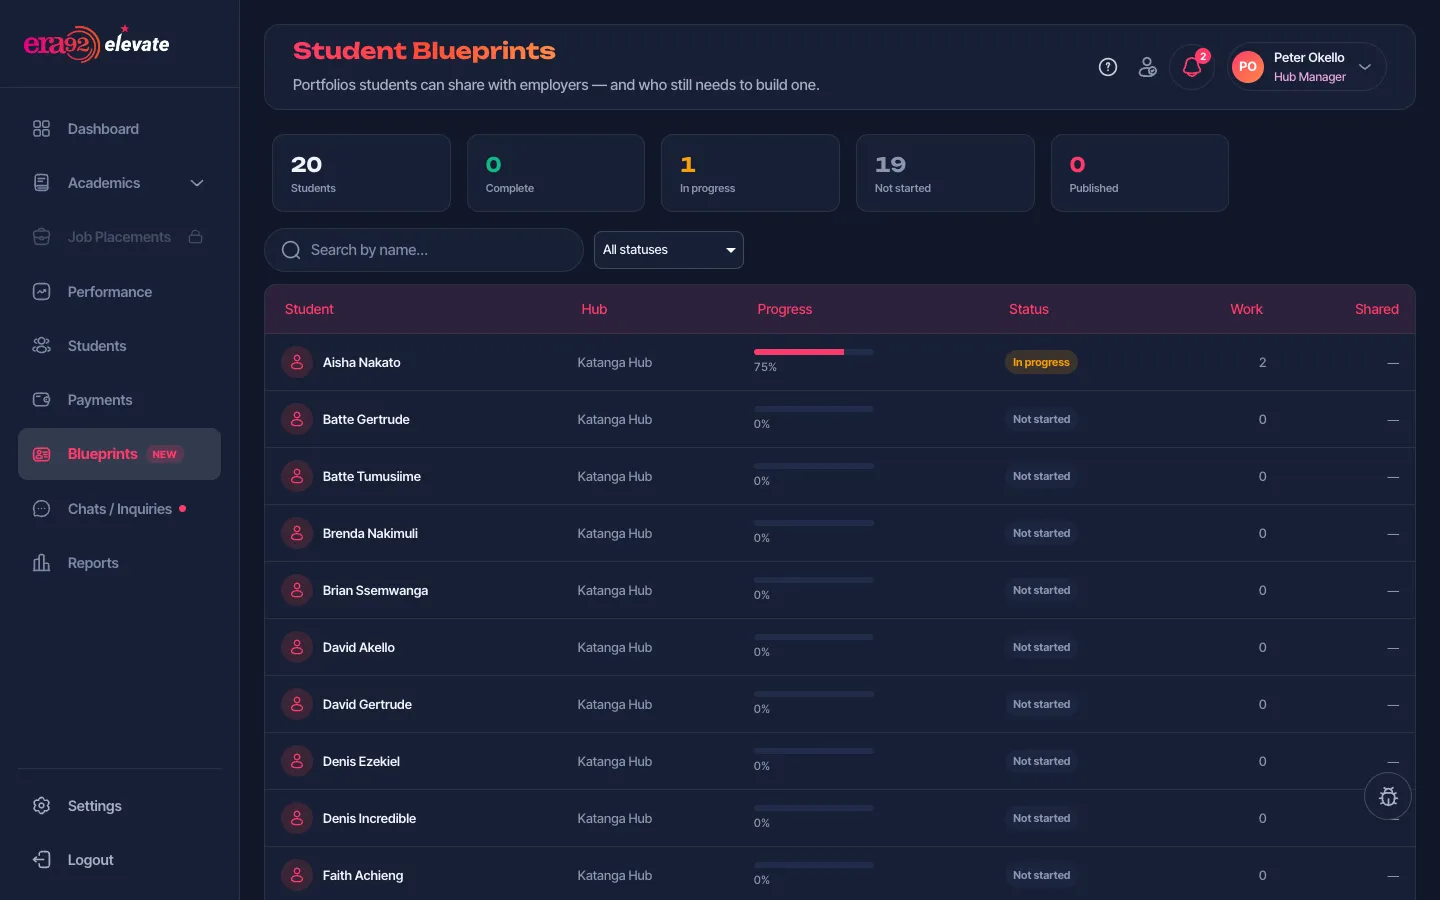 era92 elevate
Dashboard
Academics
Job Placements
Performance
Students
Payments
Blueprints NEW
Chats / Inquiries
Reports
Settings
Logout
Student Blueprints
Portfolios students can share with employers — and who still needs to build one.
2
PO
Peter Okello
Hub Manager
20
Students
0
Complete
1
In progress
19
Not started
0
Published
Search by name...
All statuses
Student Hub Progress Status Work Shared
Aisha Nakato Katanga Hub 75% In progress 2 —
Batte Gertrude Katanga Hub 0% Not started 0 —
Batte Tumusiime Katanga Hub 0% Not started 0 —
Brenda Nakimuli Katanga Hub 0% Not started 0 —
Brian Ssemwanga Katanga Hub 0% Not started 0 —
David Akello Katanga Hub 0% Not started 0 —
David Gertrude Katanga Hub 0% Not started 0 —
Denis Ezekiel Katanga Hub 0% Not started 0 —
Denis Incredible Katanga Hub 0% Not started 0 —
Faith Achieng Katanga Hub 0% Not started 0 —